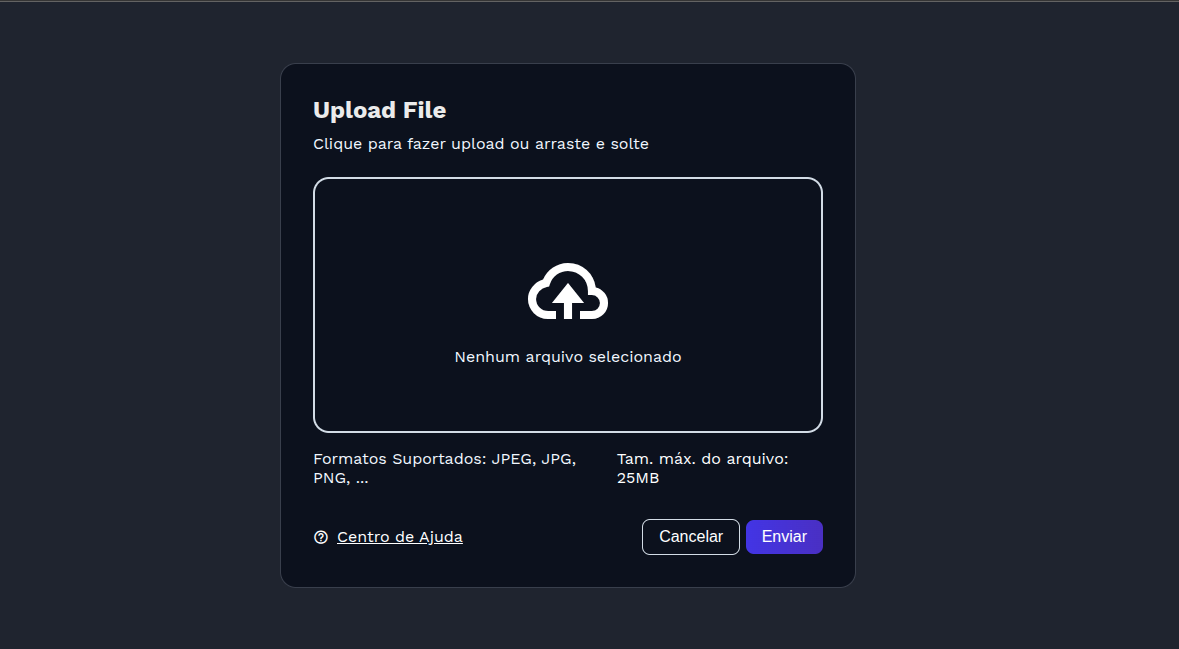 Upload File
Clique para fazer upload ou arraste e solte
Nenhum arquivo selecionado
Formatos Suportados: JPEG, JPG,
PNG, ...
Tam. máx. do arquivo:
25MB
Centro de Ajuda
Cancelar
Enviar